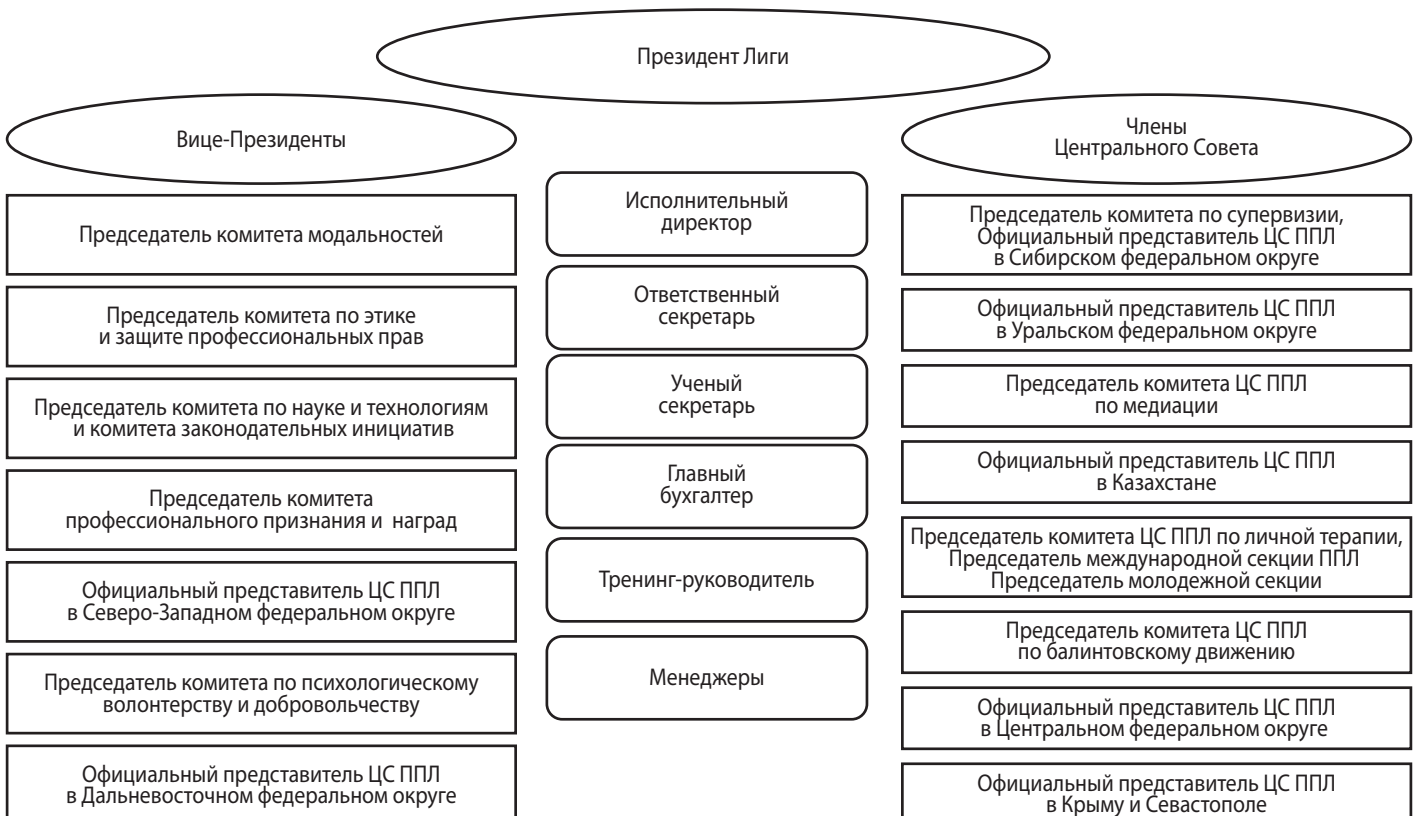 Президент Лиги
Вице-Президенты
Председатель комитета модальностей
Председатель комитета по этике
и защите профессиональных прав
Председатель комитета по науке и технологиям
и комитета законодательных инициатив
Председатель комитета
профессионального признания и наград
Официальный представитель ЦС ППЛ
в Северо-Западном федеральном округе
Председатель комитета по психологическому
волонтерству и добровольчеству
Официальный представитель ЦС ППЛ
в Дальневосточном федеральном округе
Исполнительный
директор
Ответственный
секретарь
Ученый
секретарь
Главный
бухгалтер
Тренинг-руководитель
Менеджеры
Члены
Центрального Совета
Председатель комитета по супервизии,
Официальный представитель ЦС ППЛ
в Сибирском федеральном округе
Официальный представитель ЦС ППЛ
в Уральском федеральном округе
Председатель комитета ЦС ППЛ
по медиации
Официальный представитель ЦС ППЛ
в Казахстане
Председатель комитета ЦС ППЛ по личной терапии,
Председатель международной секции ППЛ
Председатель молодежной секции
Председатель комитета ЦС ППЛ
по балинтовскому движению
Официальный представитель ЦС ППЛ
в Центральном федеральном округе
Официальный представитель ЦС ППЛ
в Крыму и Севастополе